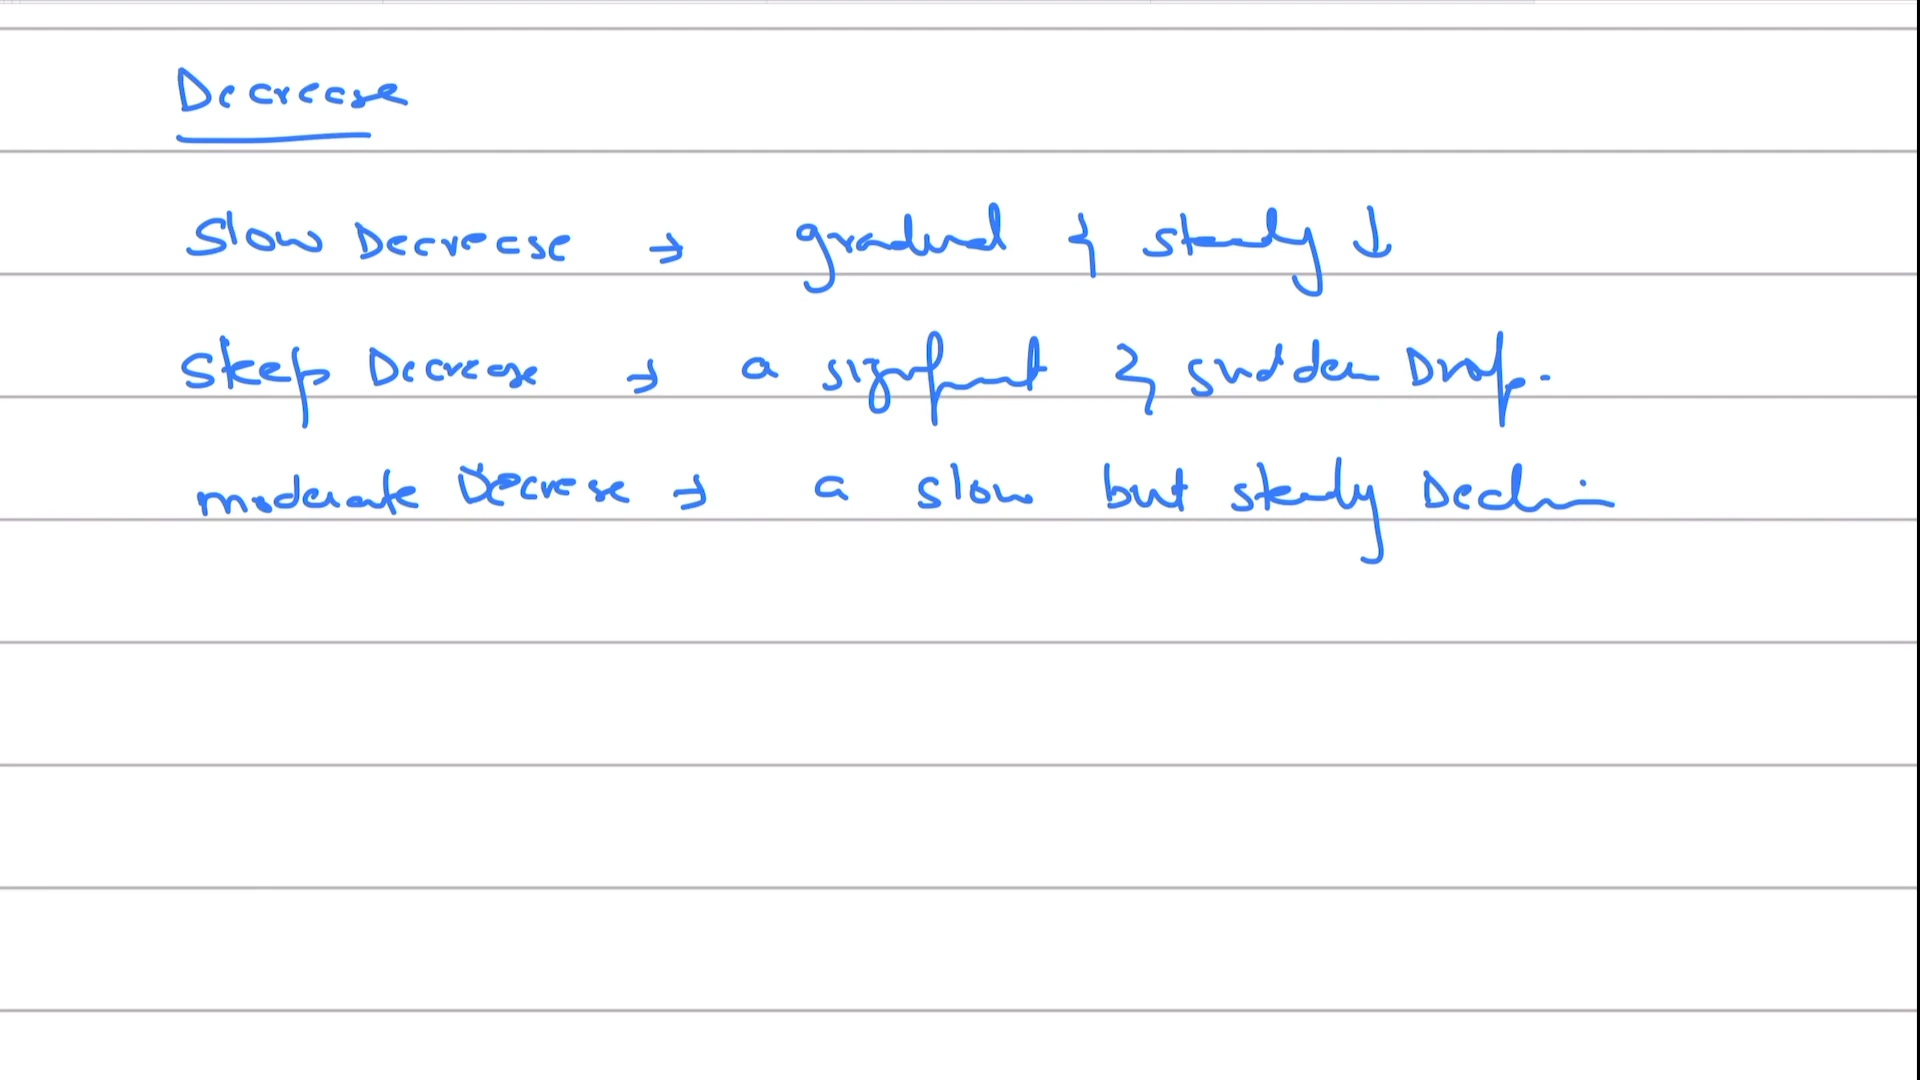 Decrease
Slow Decrease → gradual & steady ↓
Steep Decrease → a significant & sudden Drop.
moderate Decrease → a slow but steady Decline